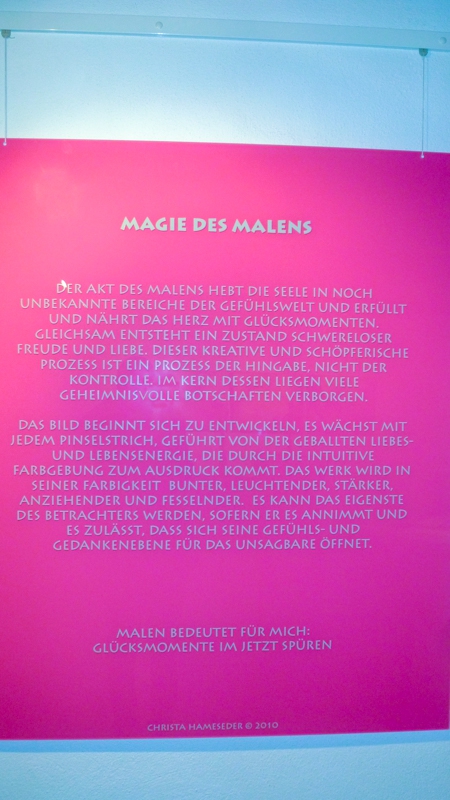 MAGIE DES MALENS
DER AKT DES MALENS HEBT DIE SEELE IN NOCH
UNBEKANNTE BEREICHE DER GEFÜHLSWELT UND ERFÜLLT
UND NÄHRT DAS HERZ MIT GLÜCKSMOMENTEN.
GLEICHSAM ENTSTEHT EIN ZUSTAND SCHWERELOSER
FREUDE UND LIEBE. DIESER KREATIVE UND SCHÖPFERISCHE
PROZESS IST EIN PROZESS DER HINGABE, NICHT DER
KONTROLLE. IM KERN DESSEN LIEGEN VIELE
GEHEIMNISVOLLE BOTSCHAFTEN VERBORGEN.
DAS BILD BEGINNT SICH ZU ENTWICKELN, ES WÄCHST MIT
JEDEM PINSELSTRICH, GEFÜHRT VON DER GEBALLTEN LIEBES-
UND LEBENSENERGIE, DIE DURCH DIE INTUITIVE
FARBGEBUNG ZUM AUSDRUCK KOMMT. DAS WERK WIRD IN
SEINER FARBIGKEIT BUNTER, LEUCHTENDER, STÄRKER,
ANZIEHENDER UND FESSELNDER. ES KANN DAS EIGENSTE
DES BETRACHTERS WERDEN, SOFERN ER ES ANNIMMT UND
ES ZULÄSST, DASS SICH SEINE GEFÜHLS- UND
GEDANKENEBENE FÜR DAS UNSAGBARE ÖFFNET.
MALEN BEDEUTET FÜR MICH:
GLÜCKSMOMENTE IM JETZT SPÜREN
CHRISTA HAMESEDER © 2010